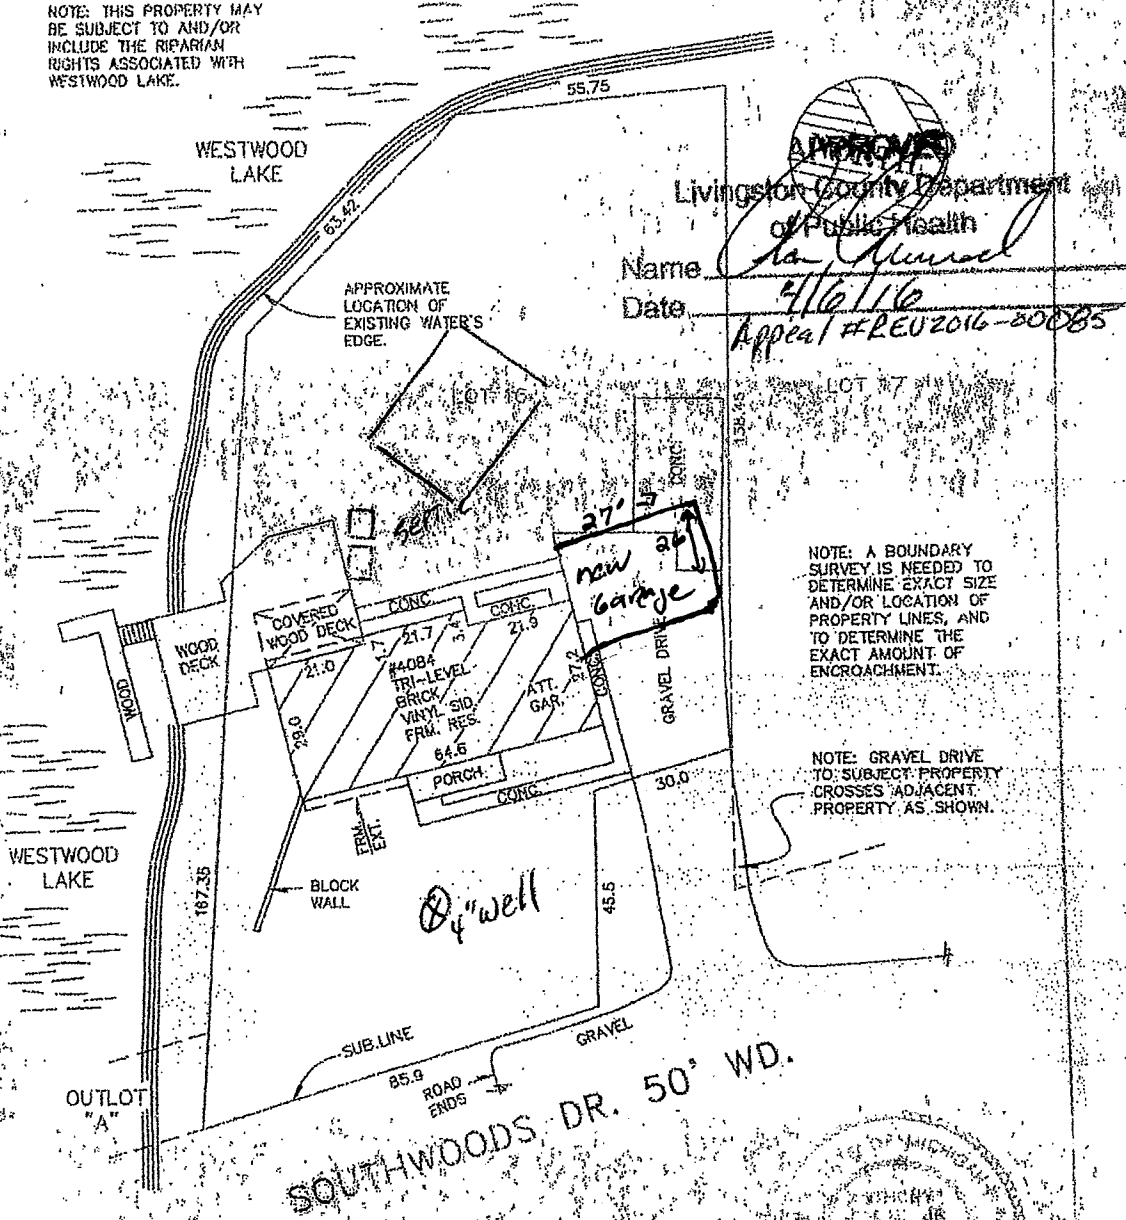 NOTE: THIS PROPERTY MAY
BE SUBJECT TO AND/OR
INCLUDE THE RIPARIAN
RIGHTS ASSOCIATED WITH
WESTWOOD LAKE.
55.75
WESTWOOD
LAKE
63.42
APPROVED
Livingston County Department
of Public Health
Name
Date 4/6/16
Appeal #REV2016-00085
APPROXIMATE
LOCATION OF
EXISTING WATER'S
EDGE.
LOT 16
LOT 17
138.45
CONC.
27'
26
new
Garage
NOTE: A BOUNDARY
SURVEY IS NEEDED TO
DETERMINE EXACT SIZE
AND/OR LOCATION OF
PROPERTY LINES, AND
TO DETERMINE THE
EXACT AMOUNT OF
ENCROACHMENT.
COVERED
WOOD DECK
CONC.
CONC.
WOOD
DECK
WOOD
21.0
1.7
21.7
3.4
21.9
27.2
CONC.
GRAVEL DRIVE
#4084
TRI-LEVEL
BRICK
VINYL SID.
FRM. RES.
ATT.
GAR.
29.0
64.6
PORCH
CONC.
30.0
FRM.
EXT.
NOTE: GRAVEL DRIVE
TO SUBJECT PROPERTY
CROSSES ADJACENT
PROPERTY AS SHOWN.
WESTWOOD
LAKE
167.35
BLOCK
WALL
4" well
45.5
SUB.LINE
GRAVEL
85.9
ROAD
ENDS
OUTLOT
"A"
SOUTHWOODS DR. 50' WD.
MICHIGAN